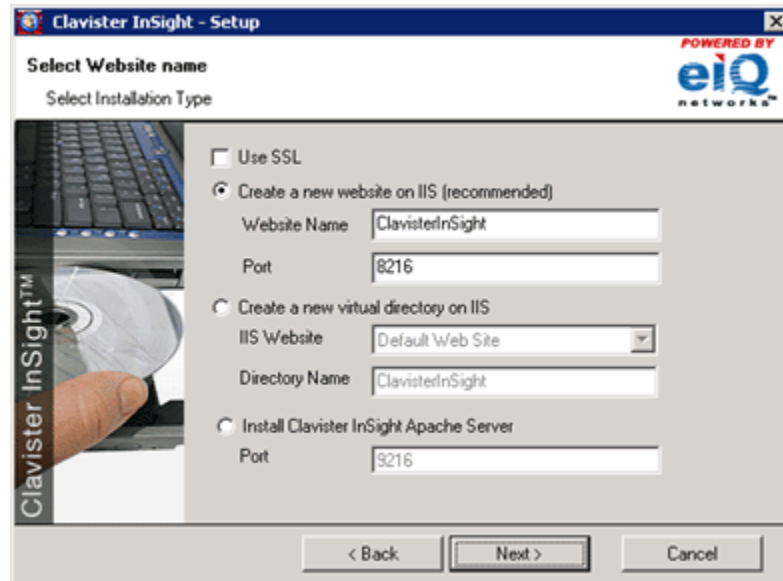 Clavister InSight - Setup
POWERED BY
eiQ
networks™
Select Website name
Select Installation Type
Clavister InSight™
Use SSL
Create a new website on IIS (recommended)
Website Name ClavisterInSight
Port 8216
Create a new virtual directory on IIS
IIS Website Default Web Site
Directory Name ClavisterInSight
Install Clavister InSight Apache Server
Port 9216
< Back Next > Cancel